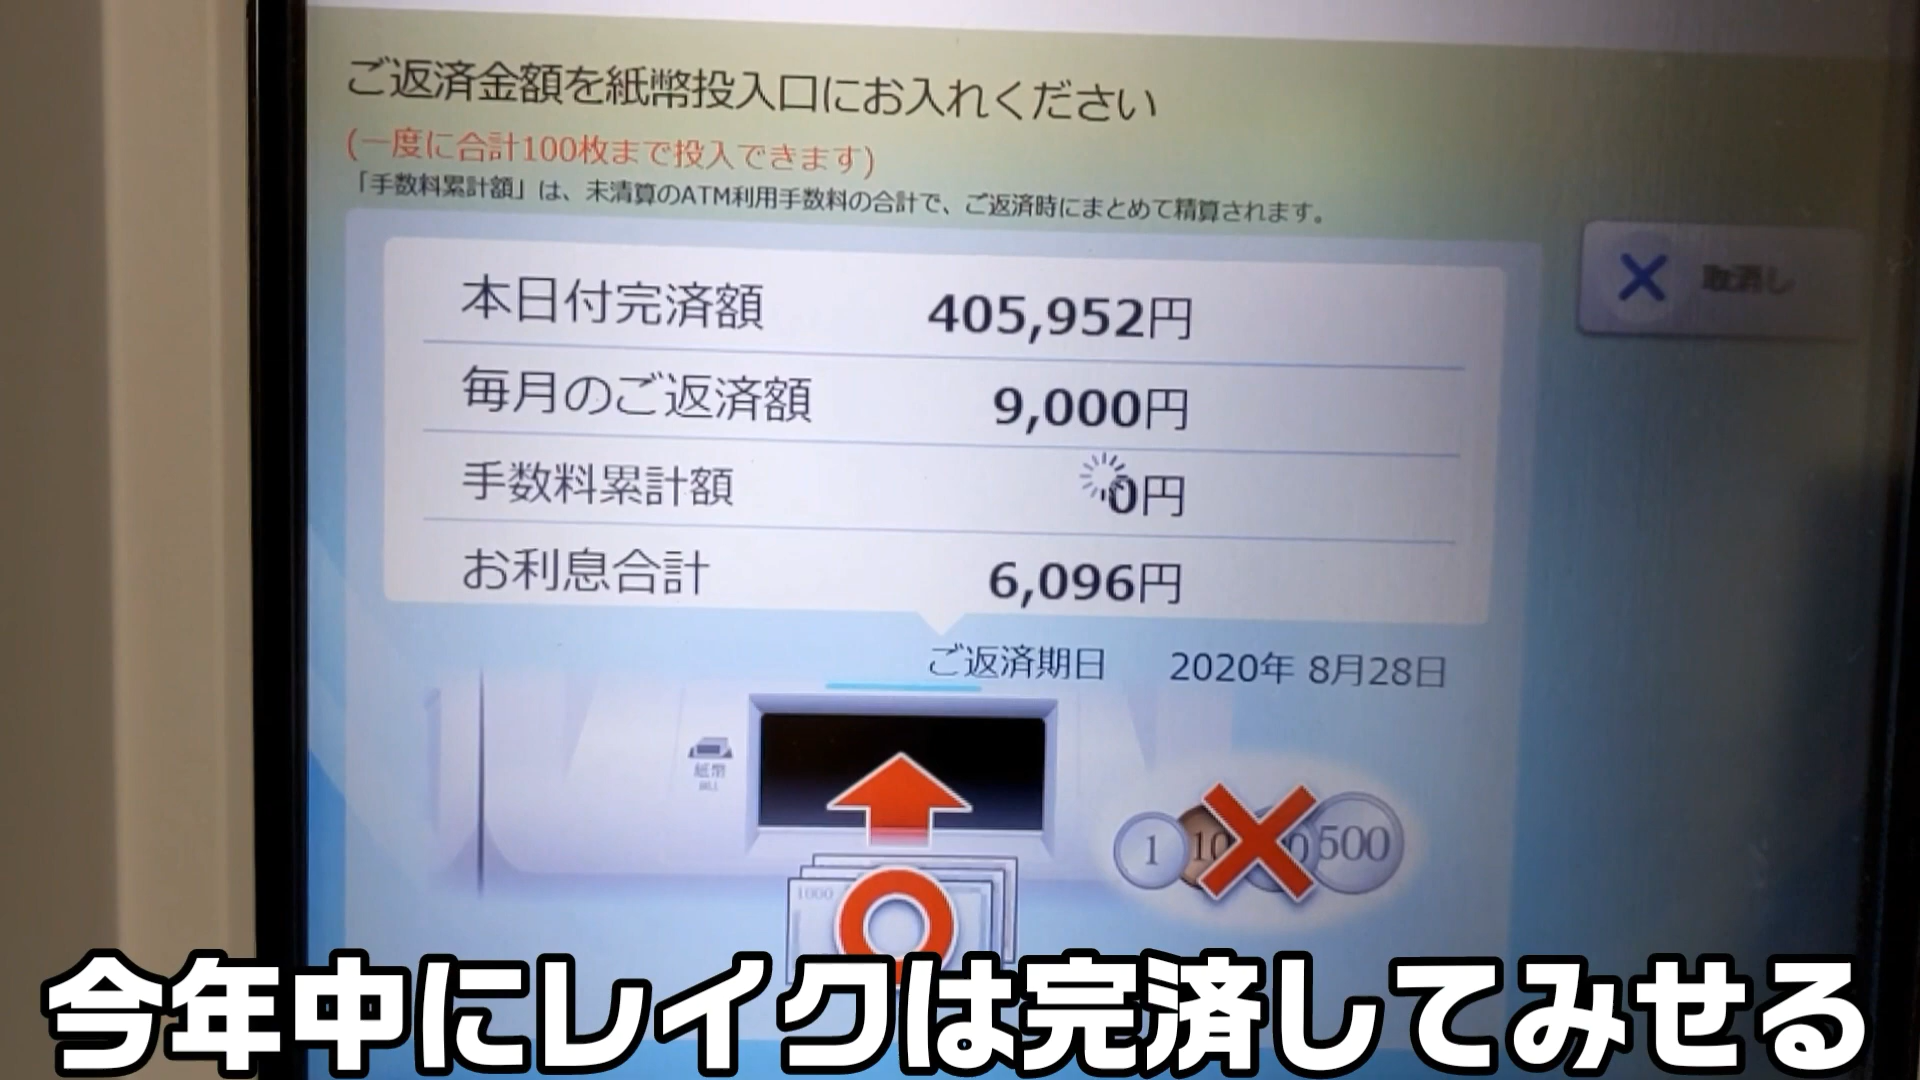 ご返済金額を紙幣投入口にお入れください
(一度に合計100枚まで投入できます)
「手数料累計額」は、未清算のATM利用手数料の合計で、ご返済時にまとめて精算されます。
取消し
本日付完済額 405,952円
毎月のご返済額 9,000円
手数料累計額 0円
お利息合計 6,096円
ご返済期日 2020年 8月28日
紙幣
1 10 500
1000
今年中にレイクは完済してみせる